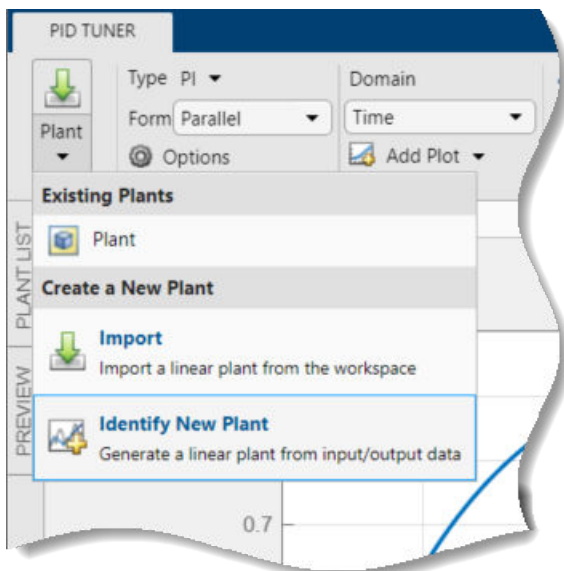 PID TUNER
Plant
Type PI
Form Parallel
Options
Domain
Time
Add Plot
Existing Plants
Plant
Create a New Plant
Import
Import a linear plant from the workspace
Identify New Plant
Generate a linear plant from input/output data
PLANT LIST
PREVIEW
0.7